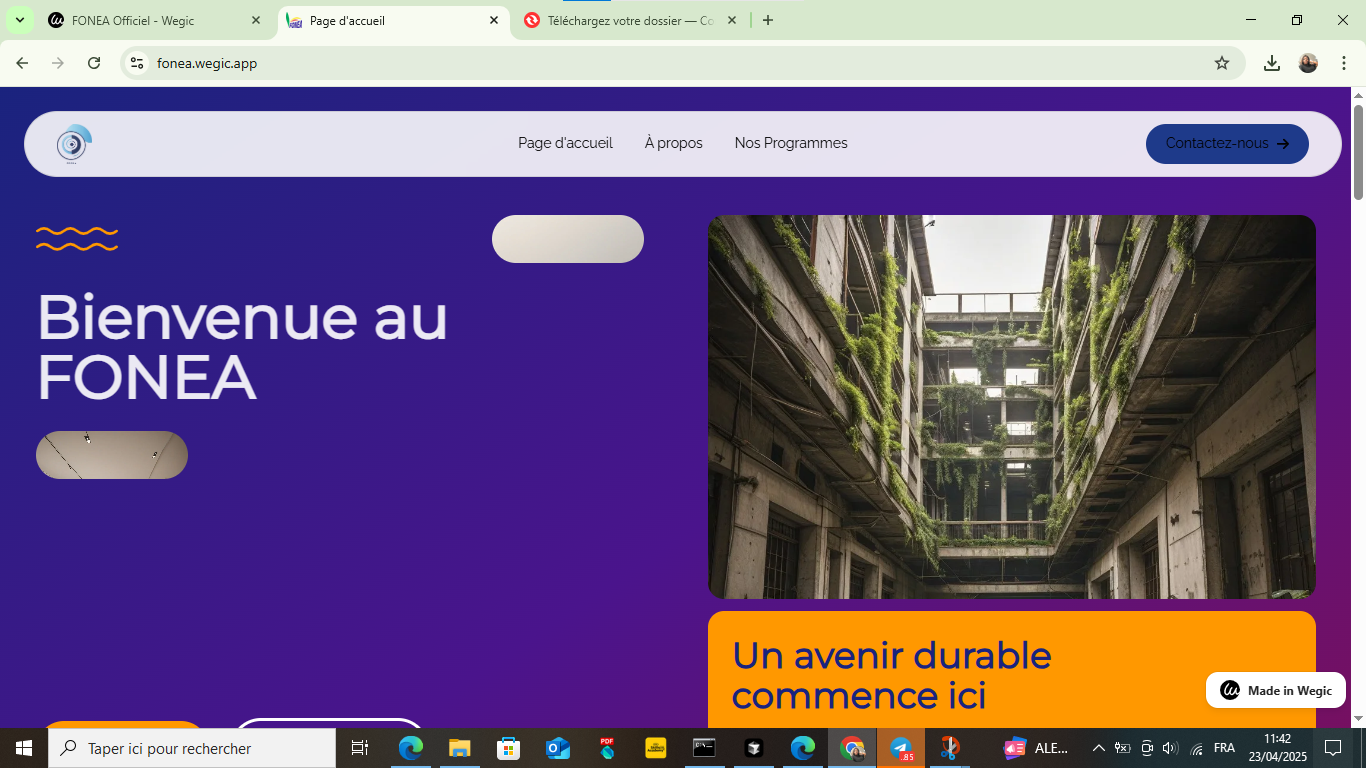 FONEA Officiel - Wegic
Page d'accueil
Téléchargez votre dossier — Co
fonea.wegic.app
Page d'accueil
À propos
Nos Programmes
Contactez-nous
Bienvenue au
FONEA
Un avenir durable
commence ici
Made in Wegic
Taper ici pour rechercher
PDF
.85
ALE...
FRA
11:42
23/04/2025